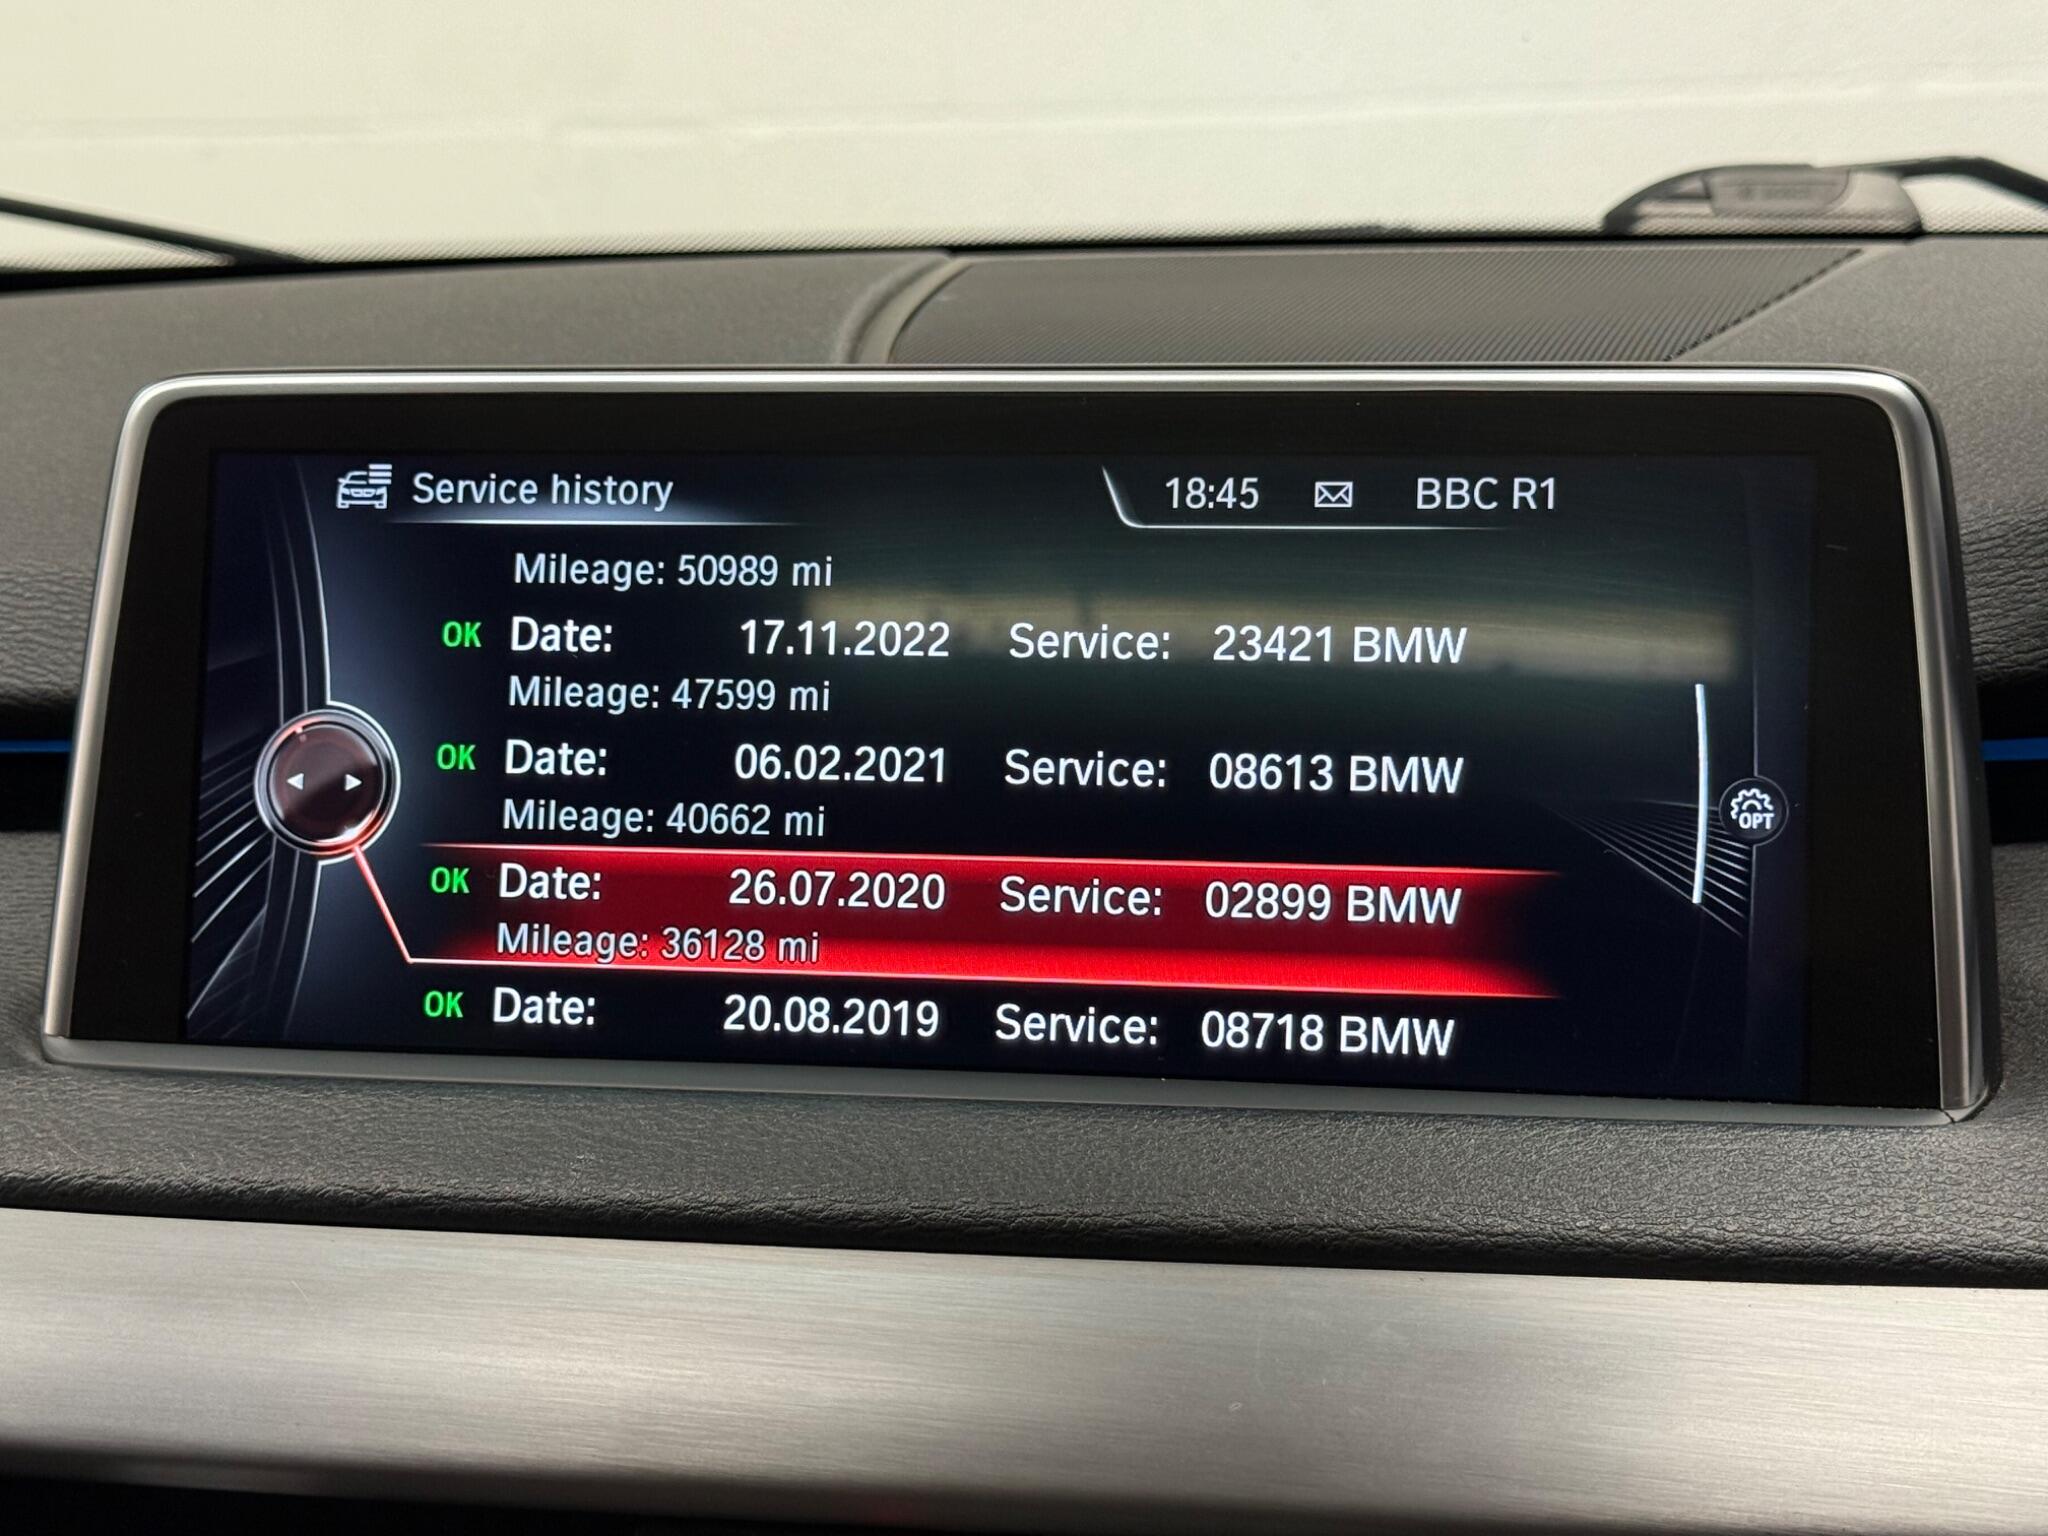 Service history 18:45 BBC R1
Mileage: 50989 mi
OK Date: 17.11.2022 Service: 23421 BMW
Mileage: 47599 mi
OK Date: 06.02.2021 Service: 08613 BMW
Mileage: 40662 mi
OPT
OK Date: 26.07.2020 Service: 02899 BMW
Mileage: 36128 mi
OK Date: 20.08.2019 Service: 08718 BMW